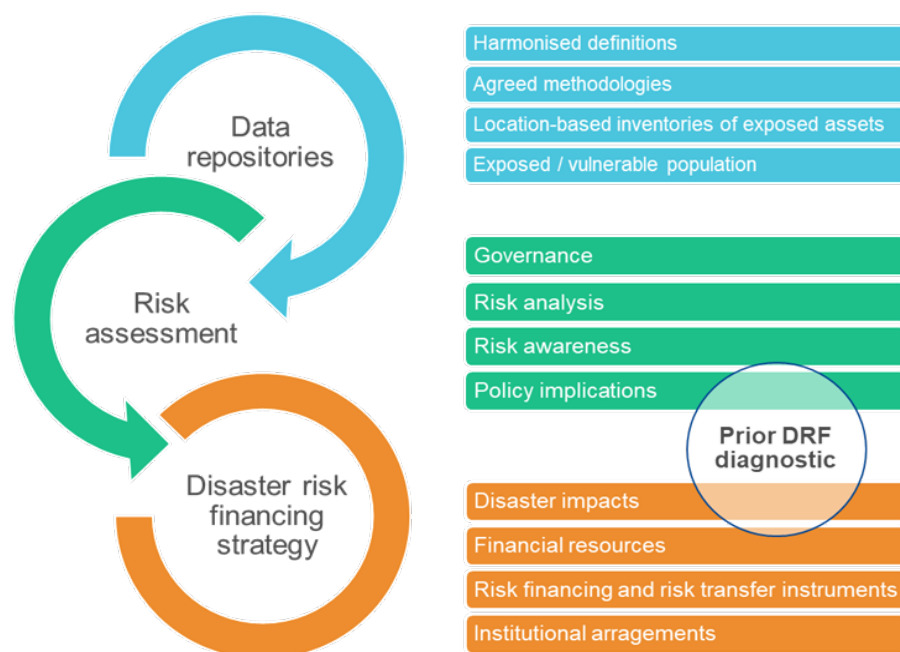 Data
repositories
Harmonised definitions
Agreed methodologies
Location-based inventories of exposed assets
Exposed / vulnerable population
Risk
assessment
Governance
Risk analysis
Risk awareness
Policy implications
Prior DRF
diagnostic
Disaster risk
financing
strategy
Disaster impacts
Financial resources
Risk financing and risk transfer instruments
Institutional arragements